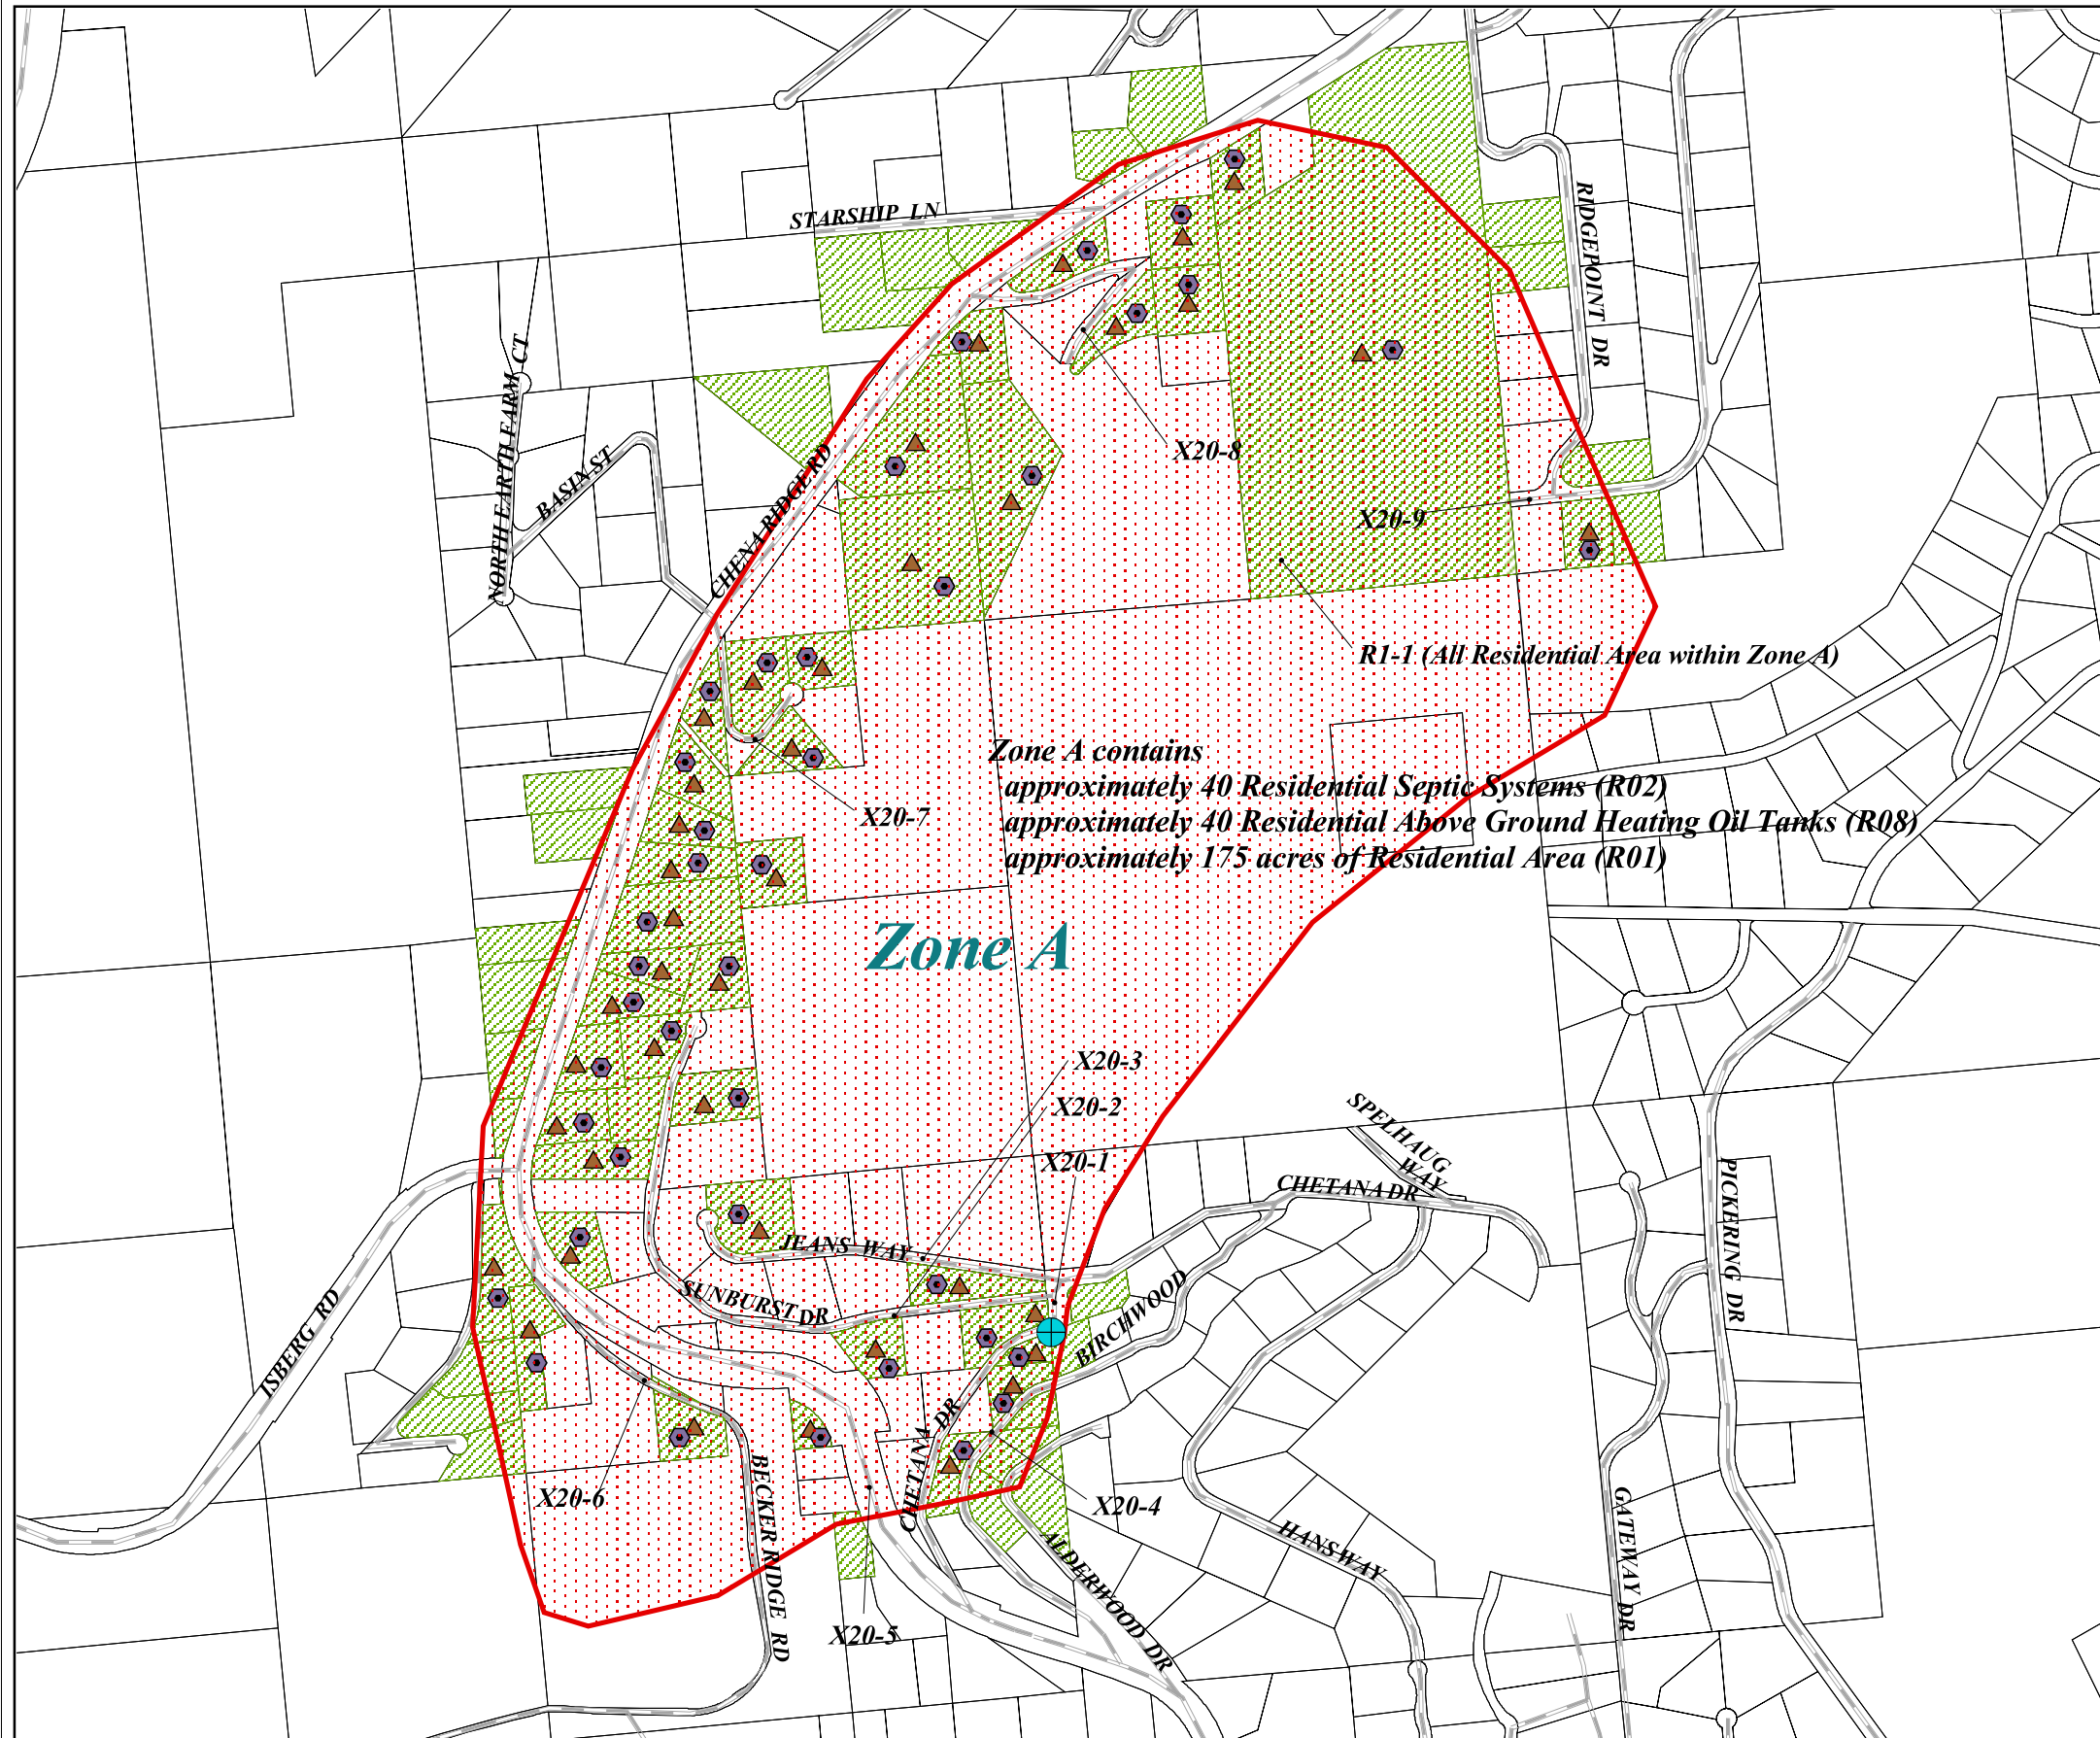 STARSHIP LN
RIDGEPOINT DR
NORTH EARTH FARM CT
BASIN ST
CHENA RIDGE RD
X20-8
X20-9
R1-1 (All Residential Area within Zone A)
Zone A contains
approximately 40 Residential Septic Systems (R02)
approximately 40 Residential Above Ground Heating Oil Tanks (R08)
approximately 175 acres of Residential Area (R01)
X20-7
Zone A
X20-3
X20-2
X20-1
SPELHAUG
WAY
CHETANA DR
PICKERING DR
JEANS WAY
SUNBURST DR
BIRCHWOOD
ISBERG RD
CHETANA DR
BECKER RIDGE RD
X20-6
X20-4
HANS WAY
GATEWAY DR
ALDERWOOD DR
X20-5